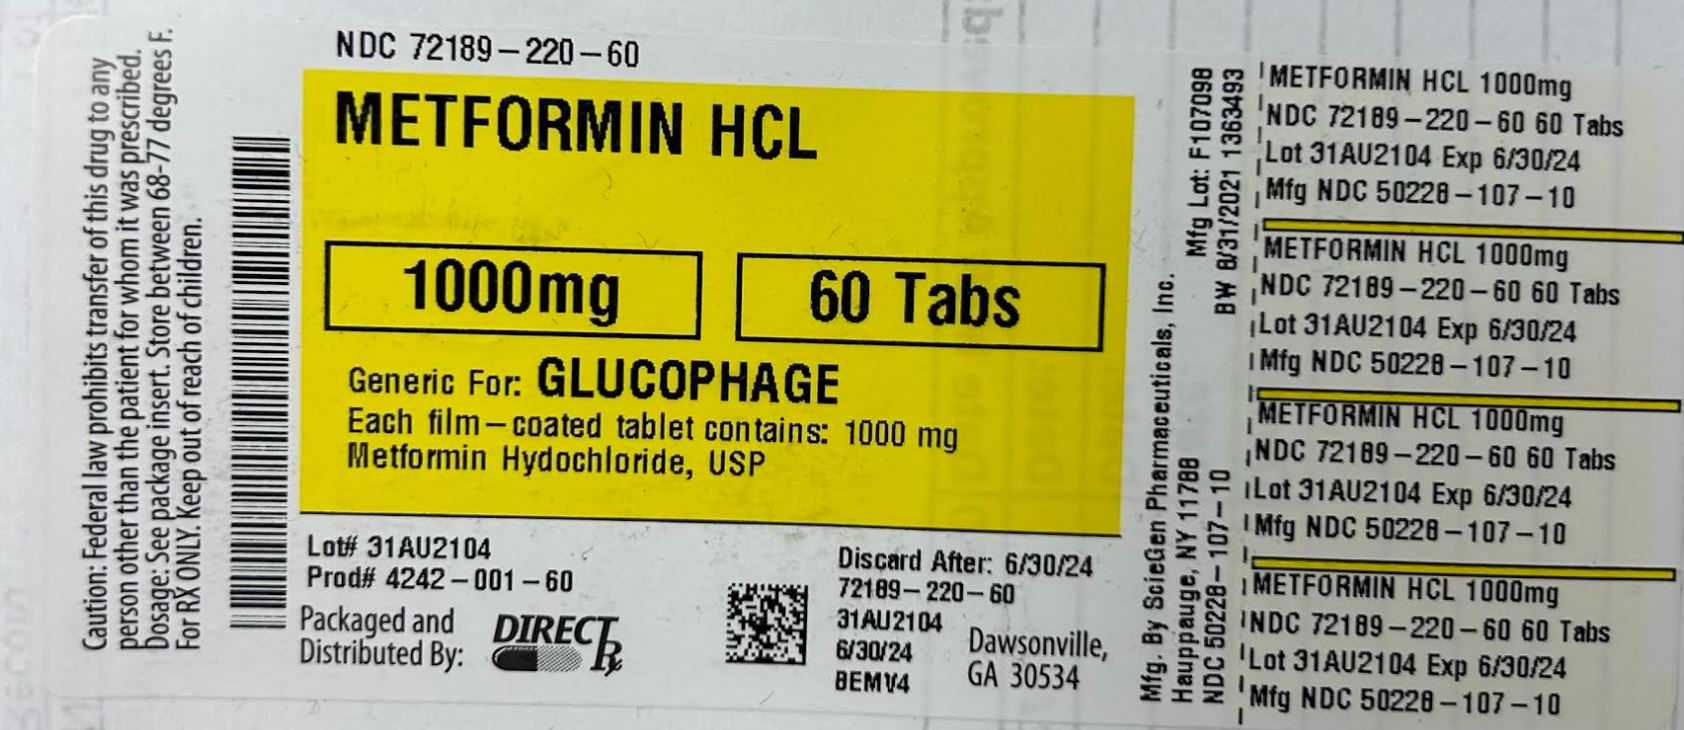 Caution: Federal law prohibits transfer of this drug to any
person other than the patient for whom it was prescribed.
Dosage: See package insert. Store between 68-77 degrees F.
For RX ONLY. Keep out of reach of children.
NDC 72189-220-60
METFORMIN HCL
1000mg
60 Tabs
Generic For: GLUCOPHAGE
Each film-coated tablet contains: 1000 mg
Metformin Hydochloride, USP
Lot# 31AU2104
Prod# 4242-001-60
Packaged and
Distributed By:
DIRECT Rx
Discard After: 6/30/24
72189-220-60
31AU2104
6/30/24
BEMV4
Dawsonville,
GA 30534
Mfg. By ScieGen Pharmaceuticals, Inc.
Hauppauge, NY 11788
NDC 50228-107-10
Mfg Lot: F107098
BW 8/31/2021 1363493
METFORMIN HCL 1000mg
NDC 72189-220-60 60 Tabs
Lot 31AU2104 Exp 6/30/24
Mfg NDC 50228-107-10
METFORMIN HCL 1000mg
NDC 72189-220-60 60 Tabs
Lot 31AU2104 Exp 6/30/24
Mfg NDC 50228-107-10
METFORMIN HCL 1000mg
NDC 72189-220-60 60 Tabs
Lot 31AU2104 Exp 6/30/24
Mfg NDC 50228-107-10
METFORMIN HCL 1000mg
NDC 72189-220-60 60 Tabs
Lot 31AU2104 Exp 6/30/24
Mfg NDC 50228-107-10